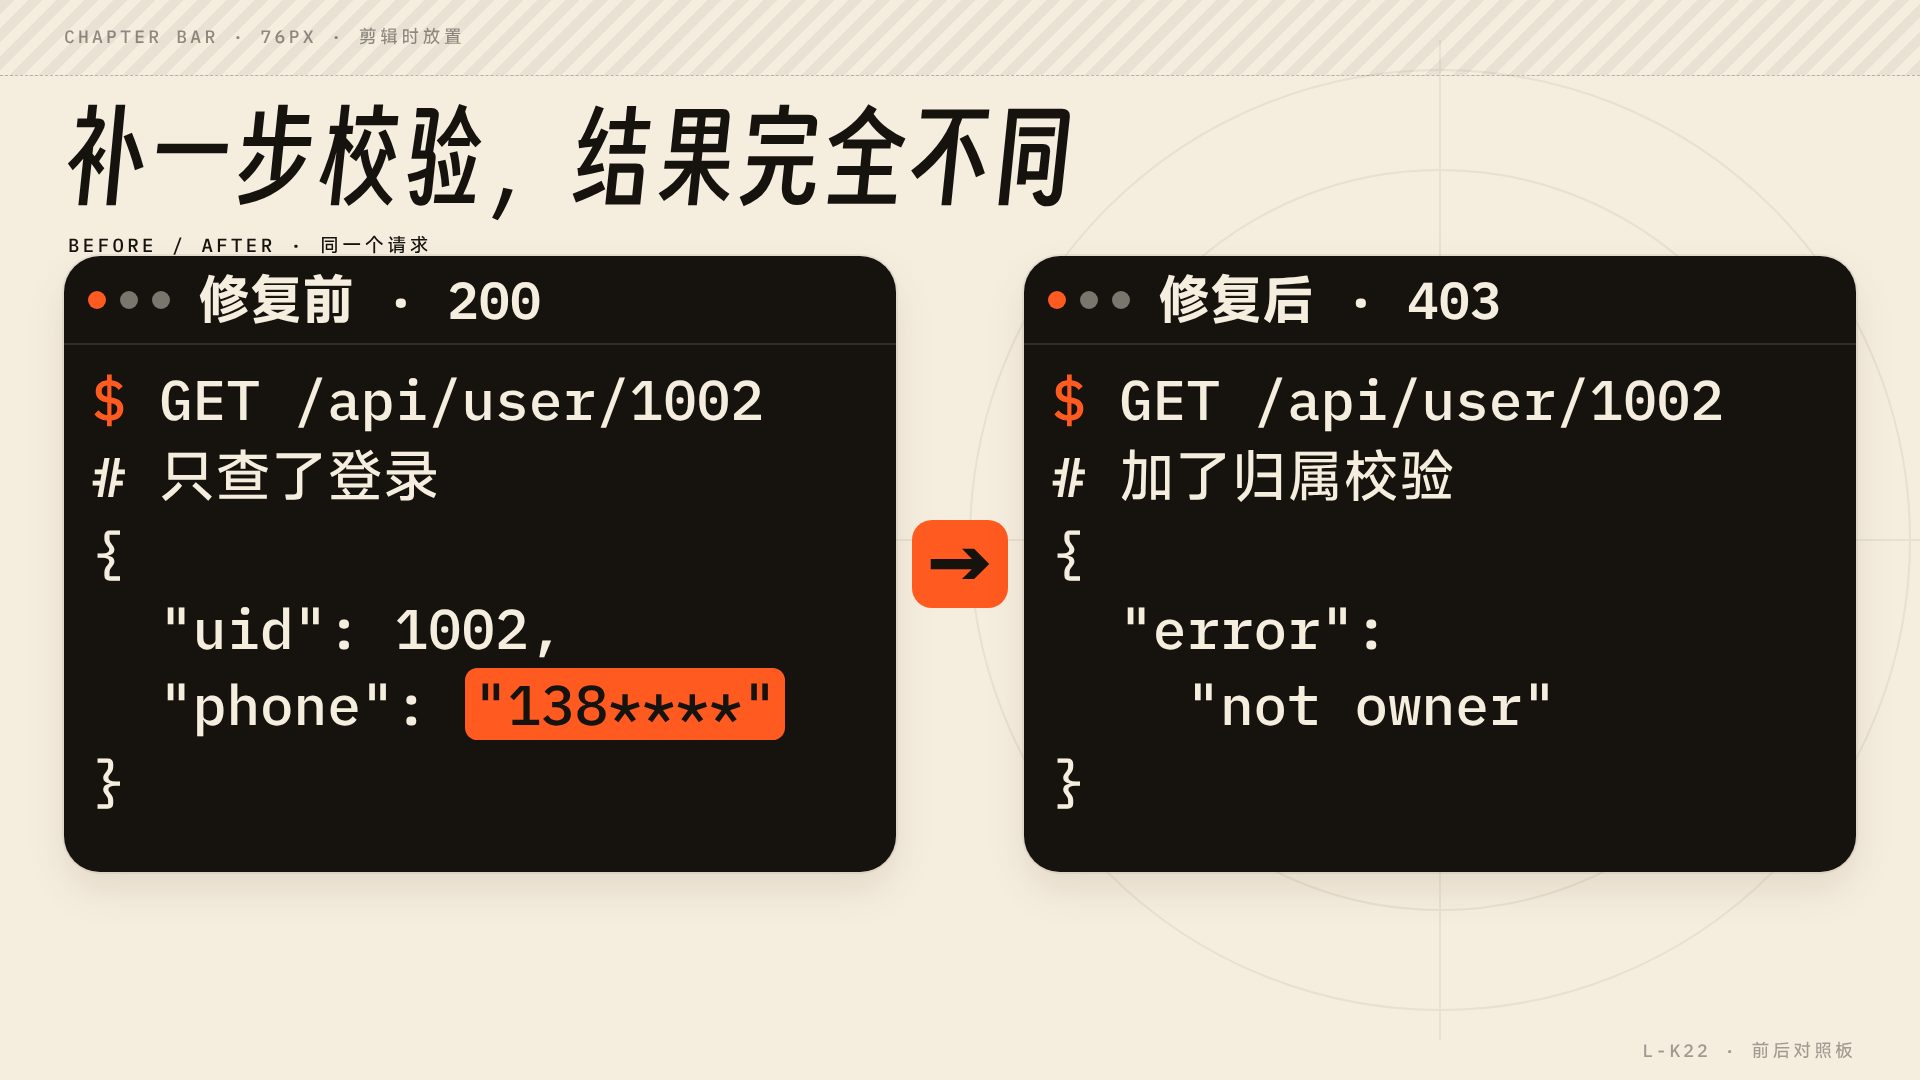 CHAPTER BAR · 76PX · 剪辑时放置
补一步校验，结果完全不同
BEFORE / AFTER · 同一个请求
修复前 · 200
$ GET /api/user/1002
# 只查了登录
{
"uid": 1002,
"phone": "138****"
}
→
修复后 · 403
$ GET /api/user/1002
# 加了归属校验
{
"error":
"not owner"
}
L-K22 · 前后对照板